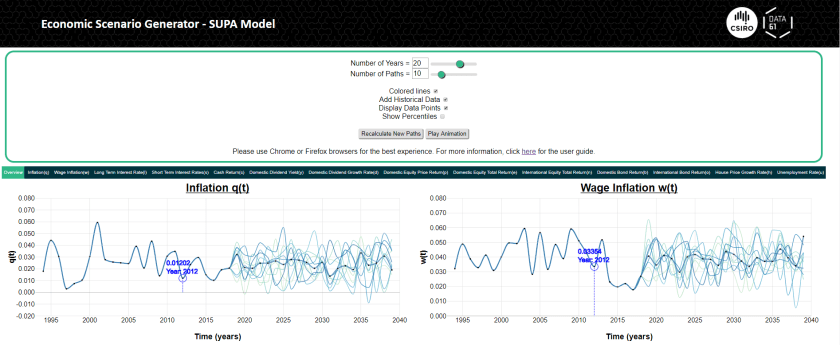 Economic Scenario Generator - SUPA Model
CSIRO
DATA
61
Number of Years = 20
Number of Paths = 10
Colored lines
Add Historical Data
Display Data Points
Show Percentiles
Recalculate New Paths Play Animation
Please use Chrome or Firefox browsers for the best experience. For more information, click here for the user guide.
Overview Inflation(q) Wage Inflation(w) Long Term Interest Rate(l) Short Term Interest Rates(s) Cash Return(c) Domestic Dividend Yield(y) Domestic Dividend Growth Rate(d) Domestic Equity Price Return(p) Domestic Equity Total Return(e) International Equity Total Return(n) Domestic Bond Return(b) International Bond Return(o) House Price Growth Rate(h) Unemployment Rate(u)
Inflation q(t)
0.080
0.070
0.060
0.050
0.040
0.030
0.020
0.010
0.000
-0.010
-0.020
q(t)
0.01202
Year: 2012
1995 2000 2005 2010 2015 2020 2025 2030 2035 2040
Time (years)
Wage Inflation w(t)
0.080
0.070
0.060
0.050
0.040
0.030
0.020
0.010
0.000
w(t)
0.03354
Year: 2012
1995 2000 2005 2010 2015 2020 2025 2030 2035 2040
Time (years)